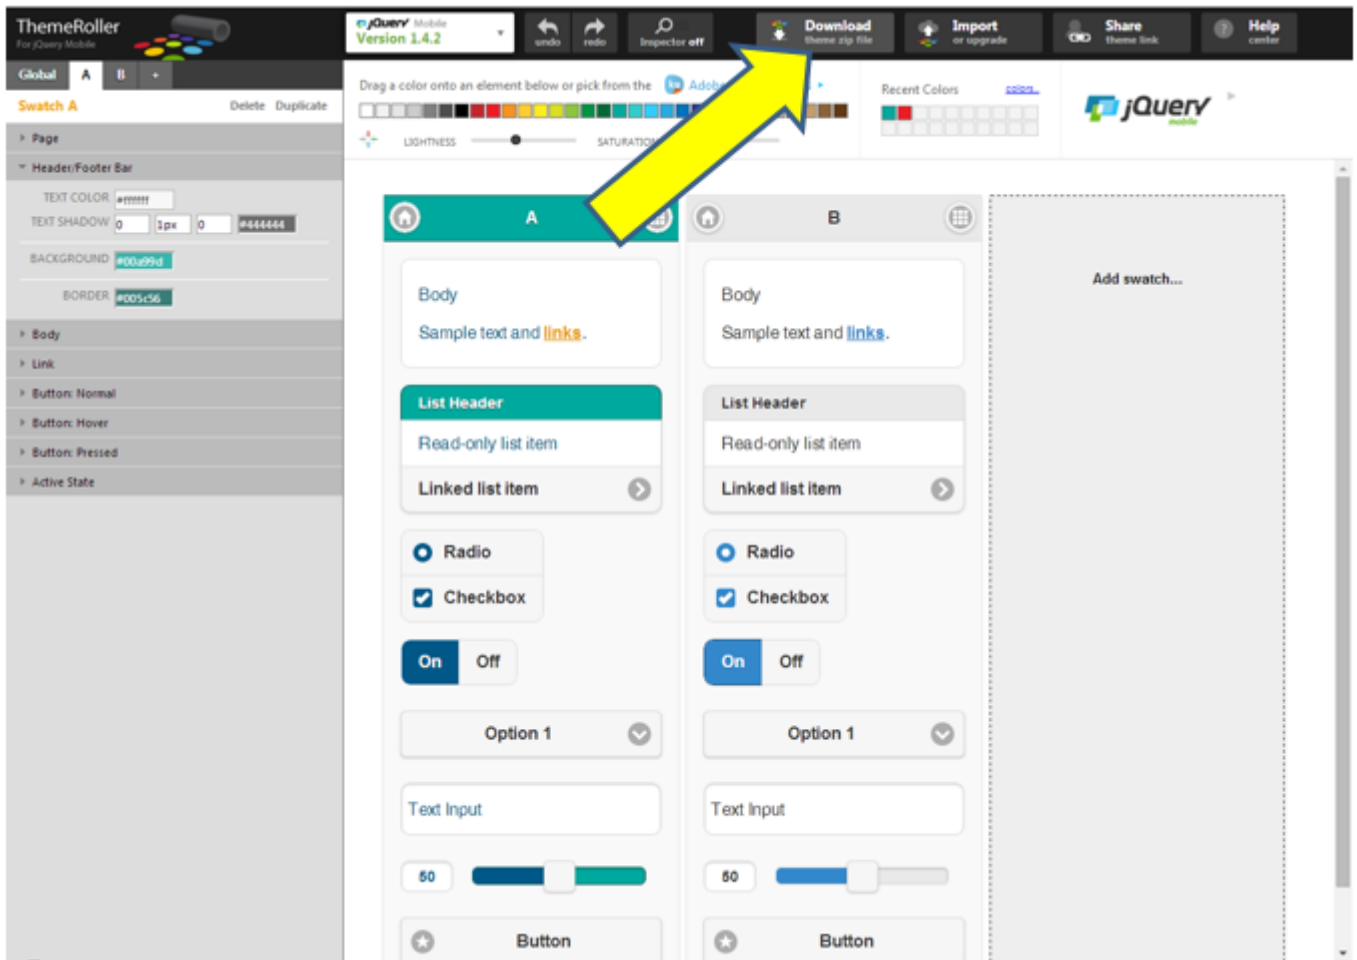 ThemeRoller
For jQuery Mobile
jQuery Mobile
Version 1.4.2
undo
redo
Inspector off
Download
theme zip file
Import
or upgrade
Share
theme link
Help
center
Global A B +
Swatch A Delete Duplicate
Page
Header/Footer Bar
TEXT COLOR #ffffff
TEXT SHADOW 0 1px 0 #444444
BACKGROUND #00a99d
BORDER #005c56
Body
Link
Button: Normal
Button: Hover
Button: Pressed
Active State
Drag a color onto an element below or pick from the
LIGHTNESS
Recent Colors colors...
jQuery
mobile
A
Body
Sample text and links.
List Header
Read-only list item
Linked list item
Radio
Checkbox
On Off
Option 1
Text Input
50
Button
B
Body
Sample text and links.
List Header
Read-only list item
Linked list item
Radio
Checkbox
On Off
Option 1
Text Input
50
Button
Add swatch...